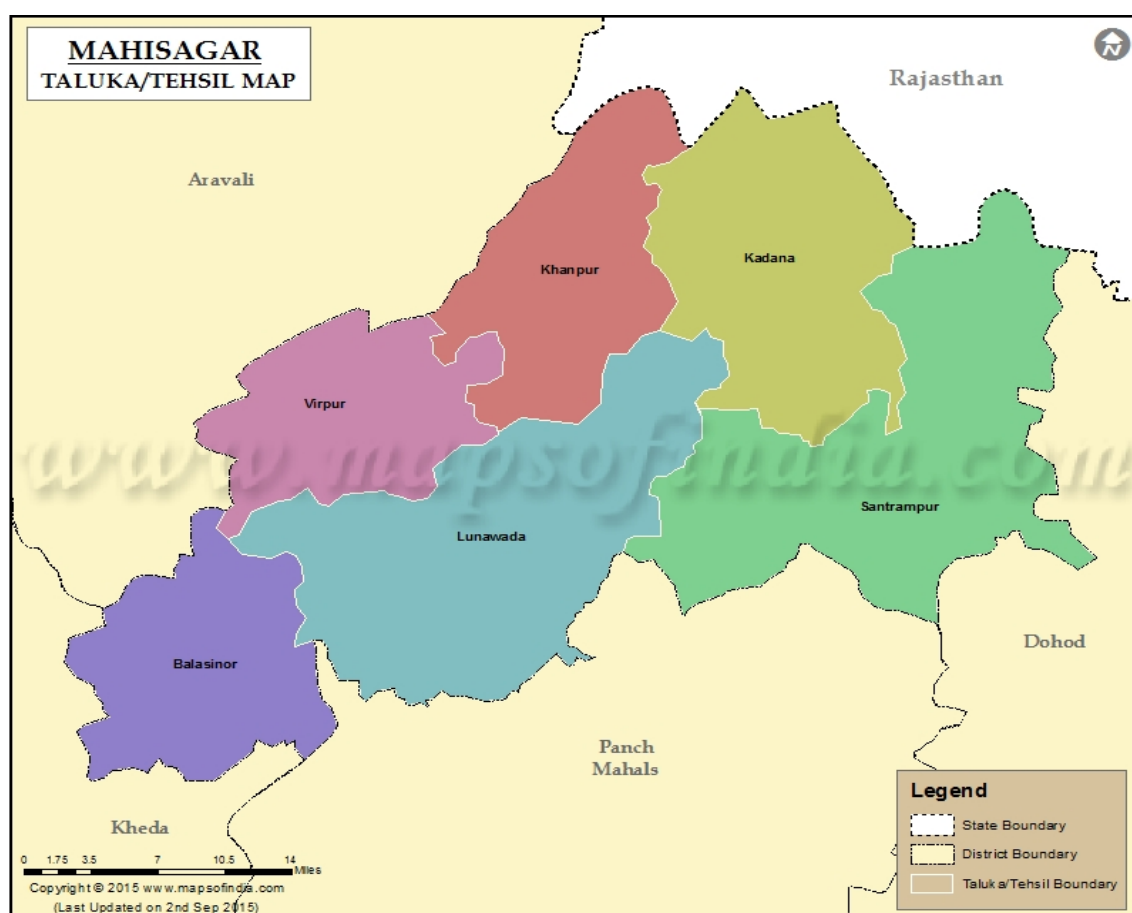 MAHISAGAR
TALUKA/TEHSIL MAP
N
Rajasthan
Aravali
Khanpur
Kadana
Virpur
www.mapsofindia.com
Santrampur
Lunawada
Balasinor
Dohod
Panch
Mahals
Kheda
Legend
State Boundary
District Boundary
Taluka/Tehsil Boundary
0 1.75 3.5 7 10.5 14
Miles
Copyright © 2015 www.mapsofindia.com
(Last Updated on 2nd Sep 2015)